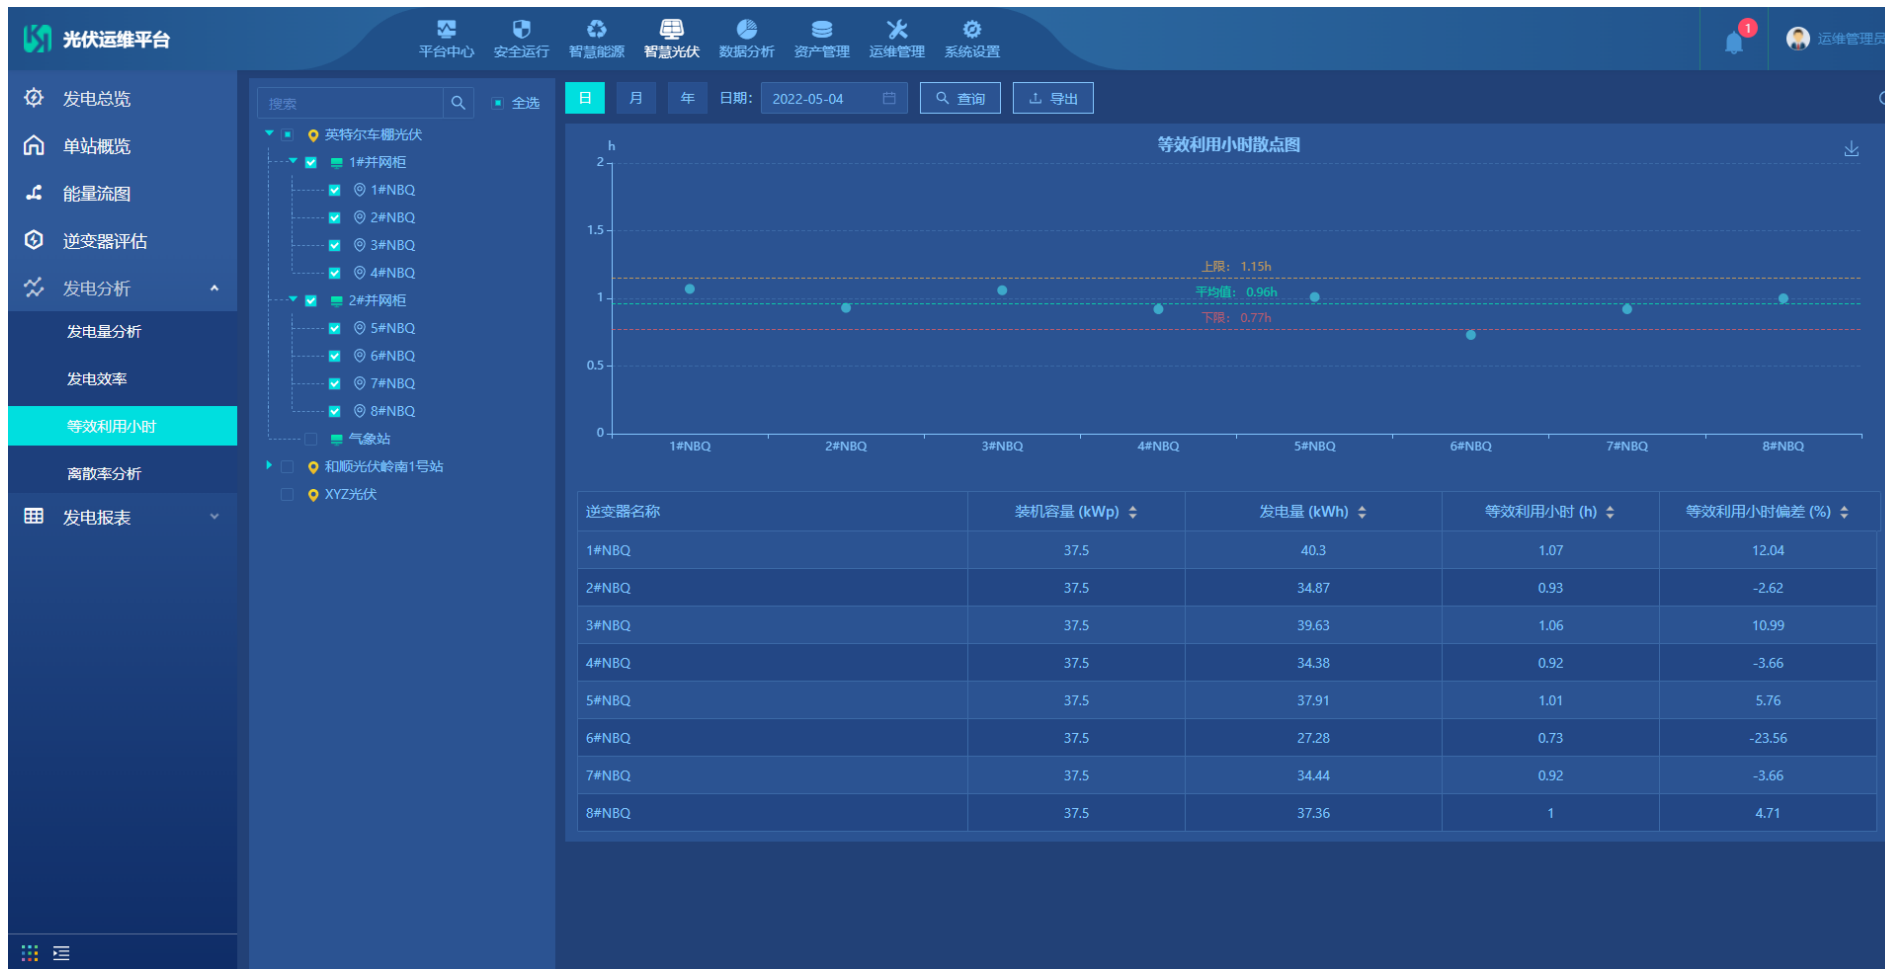 光伏运维平台
平台中心 安全运行 智慧能源 智慧光伏 数据分析 资产管理 运维管理 系统设置
1
运维管理员
发电总览
单站概览
能量流图
逆变器评估
发电分析
发电量分析
发电效率
等效利用小时
离散率分析
发电报表
搜索
全选
英特尔车棚光伏
1#并网柜
1#NBQ
2#NBQ
3#NBQ
4#NBQ
2#并网柜
5#NBQ
6#NBQ
7#NBQ
8#NBQ
气象站
和顺光伏岭南1号站
XYZ光伏
日 月 年 日期: 2022-05-04 查询 导出
等效利用小时散点图
h
2
1.5
1
0.5
0
上限: 1.15h
平均值: 0.96h
下限: 0.77h
1#NBQ 2#NBQ 3#NBQ 4#NBQ 5#NBQ 6#NBQ 7#NBQ 8#NBQ
逆变器名称 装机容量 (kWp) 发电量 (kWh) 等效利用小时 (h) 等效利用小时偏差 (%)
1#NBQ 37.5 40.3 1.07 12.04
2#NBQ 37.5 34.87 0.93 -2.62
3#NBQ 37.5 39.63 1.06 10.99
4#NBQ 37.5 34.38 0.92 -3.66
5#NBQ 37.5 37.91 1.01 5.76
6#NBQ 37.5 27.28 0.73 -23.56
7#NBQ 37.5 34.44 0.92 -3.66
8#NBQ 37.5 37.36 1 4.71